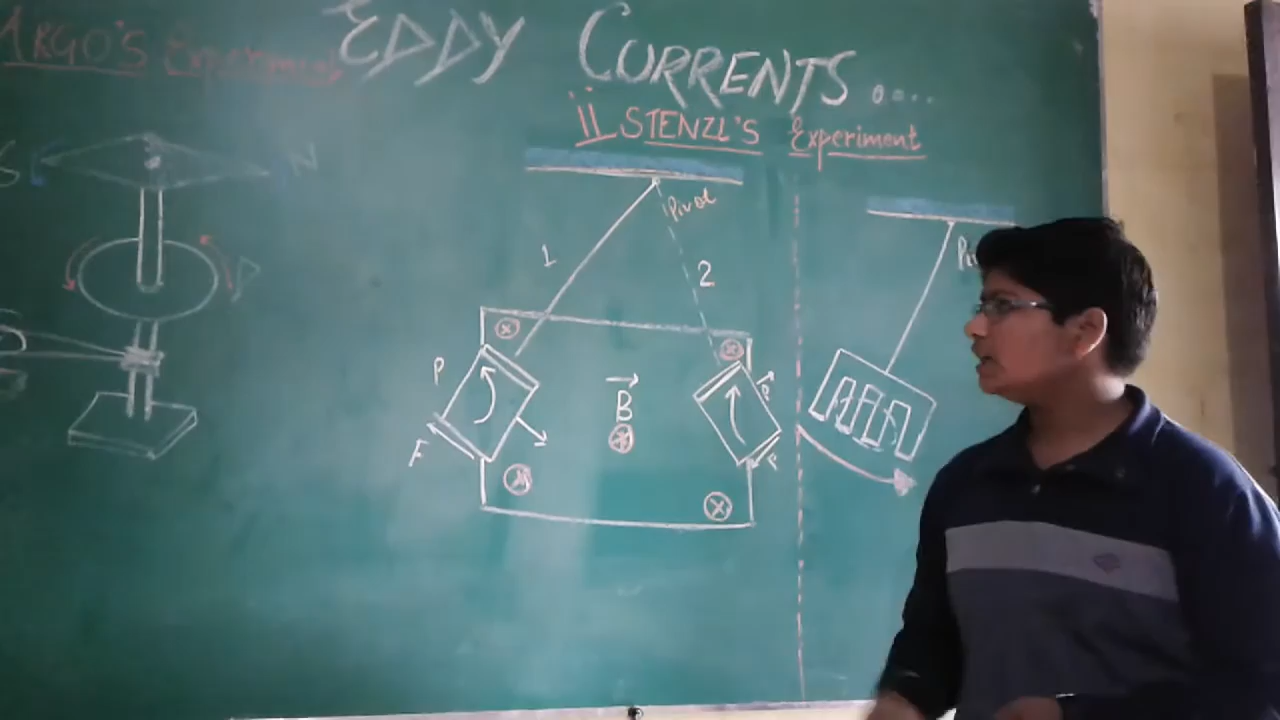 EDDY CURRENTS ....
ARGO'S Experiment
ii STENZL'S Experiment
S
N
D
Pivot
1
2
P
F
B
F